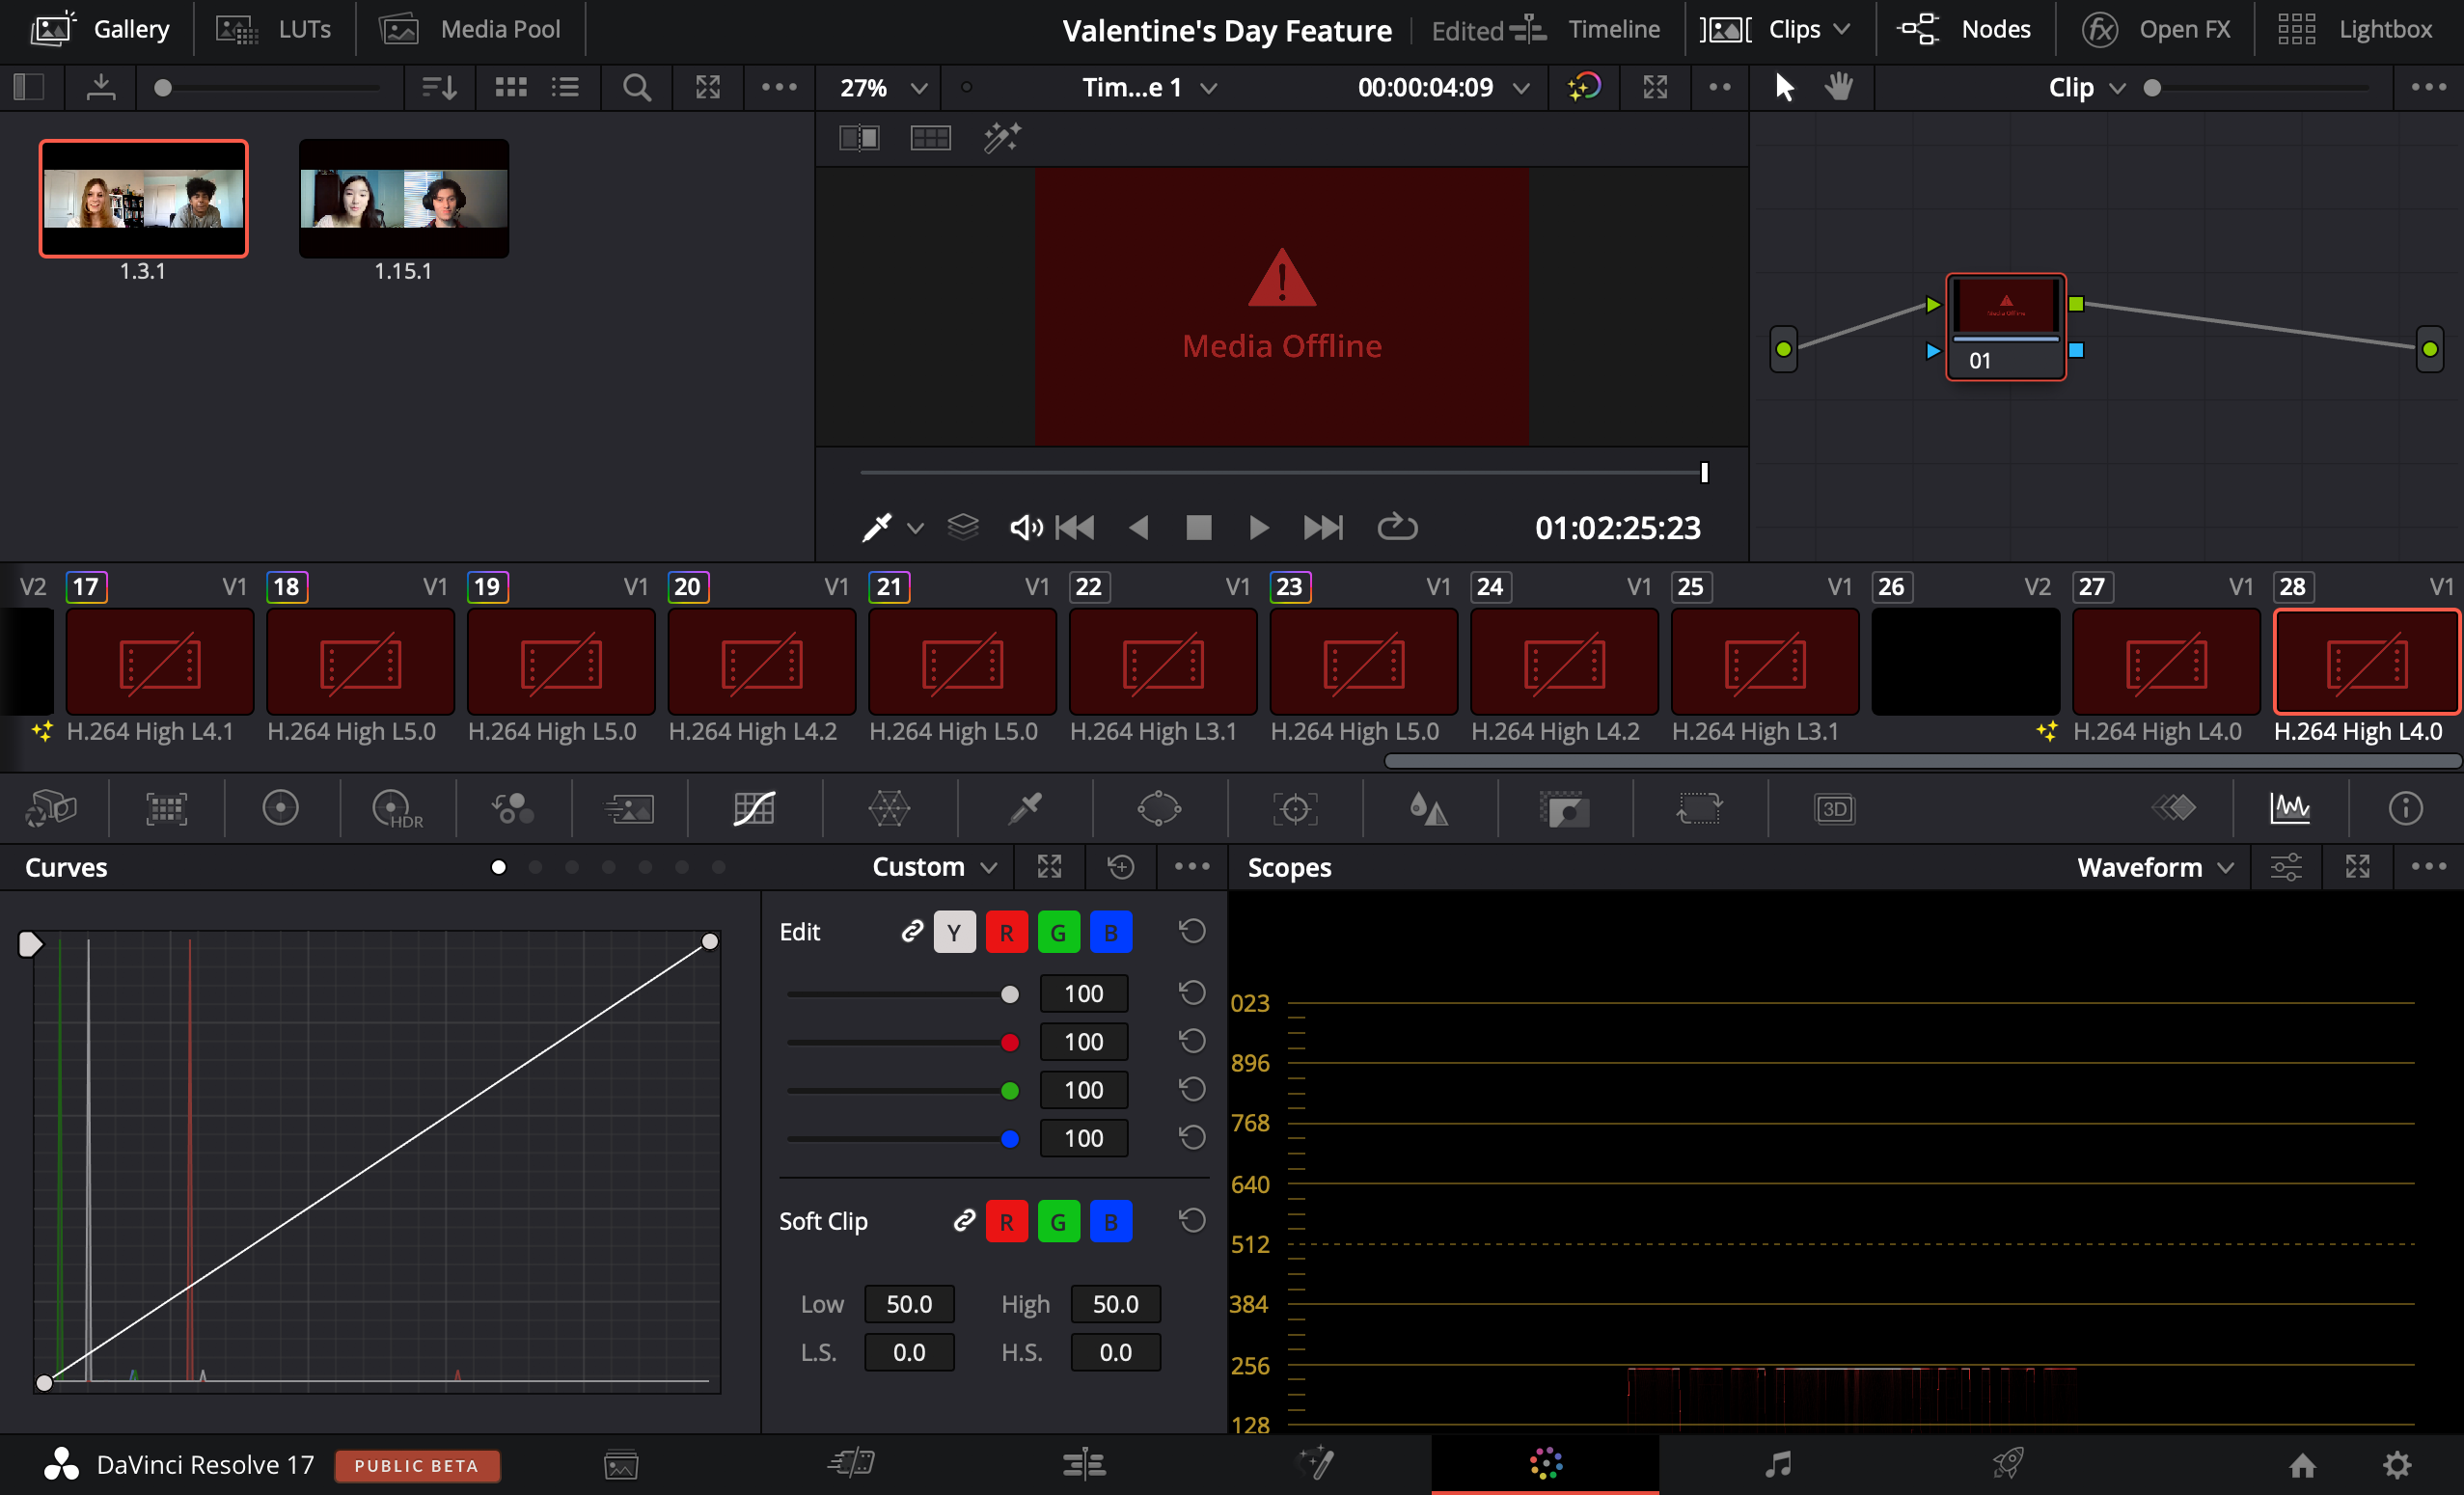 Gallery LUTs Media Pool Valentine's Day Feature Edited Timeline Clips Nodes fx Open FX Lightbox
27% Tim...e 1 00:00:04:09 Clip
1.3.1 1.15.1
Media Offline
01
01:02:25:23
V2 17 V1 18 V1 19 V1 20 V1 21 V1 22 V1 23 V1 24 V1 25 V1 26 V2 27 V1 28 V1
H.264 High L4.1 H.264 High L5.0 H.264 High L5.0 H.264 High L4.2 H.264 High L5.0 H.264 High L3.1 H.264 High L5.0 H.264 High L4.2 H.264 High L3.1 H.264 High L4.0 H.264 High L4.0
HDR 3D
Curves Custom Scopes Waveform
Edit Y R G B
100
100
100
100
Soft Clip R G B
Low 50.0 High 50.0
L.S. 0.0 H.S. 0.0
023
896
768
640
512
384
256
128
DaVinci Resolve 17 PUBLIC BETA